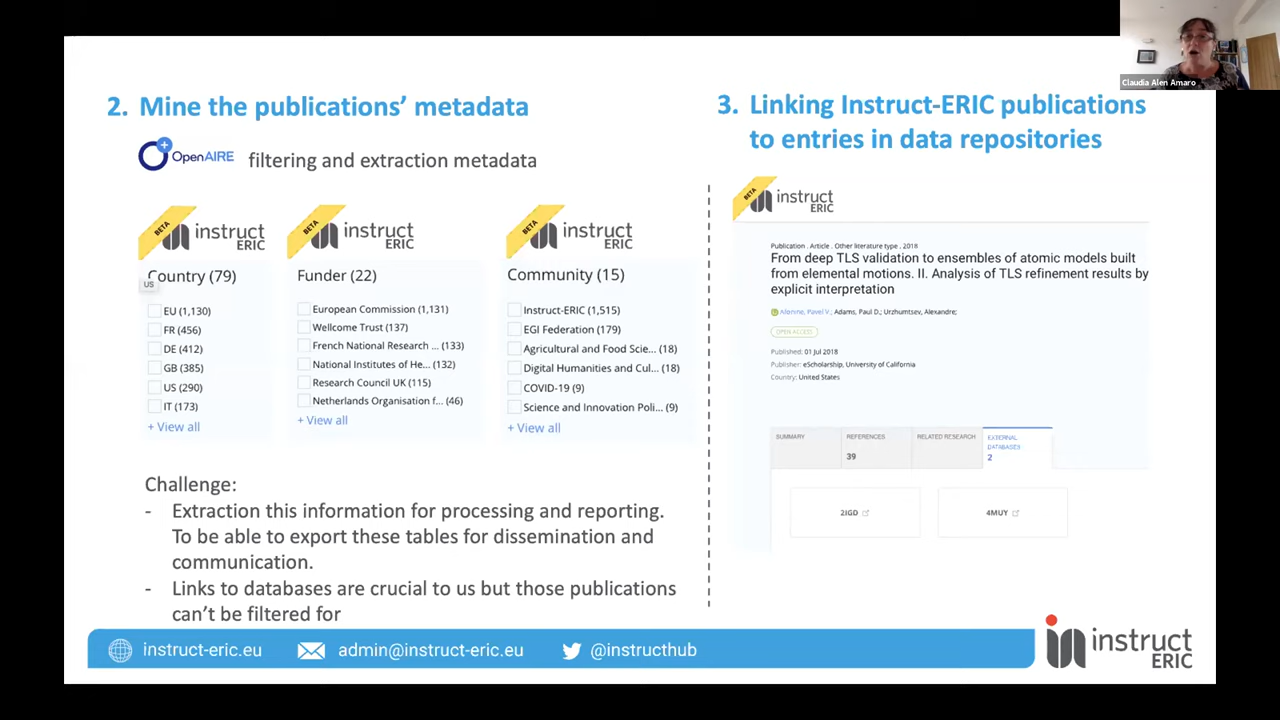 Claudia Alen Amaro
2. Mine the publications' metadata
OpenAIRE filtering and extraction metadata
BETA
instruct
ERIC
Country (79)
US
EU (1,130)
FR (456)
DE (412)
GB (385)
US (290)
IT (173)
+ View all
BETA
instruct
ERIC
Funder (22)
European Commission (1,131)
Wellcome Trust (137)
French National Research ... (133)
National Institutes of He... (132)
Research Council UK (115)
Netherlands Organisation f... (46)
+ View all
BETA
instruct
ERIC
Community (15)
Instruct-ERIC (1,515)
EGI Federation (179)
Agricultural and Food Scie... (18)
Digital Humanities and Cul... (18)
COVID-19 (9)
Science and Innovation Poli... (9)
+ View all
Challenge:
- Extraction this information for processing and reporting.
To be able to export these tables for dissemination and
communication.
- Links to databases are crucial to us but those publications
can't be filtered for
3. Linking Instruct-ERIC publications
to entries in data repositories
BETA
instruct
ERIC
Publication . Article . Other literature type . 2018
From deep TLS validation to ensembles of atomic models built
from elemental motions. II. Analysis of TLS refinement results by
explicit interpretation
Afonine, Pavel V.; Adams, Paul D.; Urzhumtsev, Alexandre;
OPEN ACCESS
Published: 01 Jul 2018
Publisher: eScholarship, University of California
Country: United States
SUMMARY
REFERENCES
39
RELATED RESEARCH
EXTERNAL
DATABASES
2
2IGD
4MUY
instruct-eric.eu
admin@instruct-eric.eu
@instructhub
instruct
ERIC